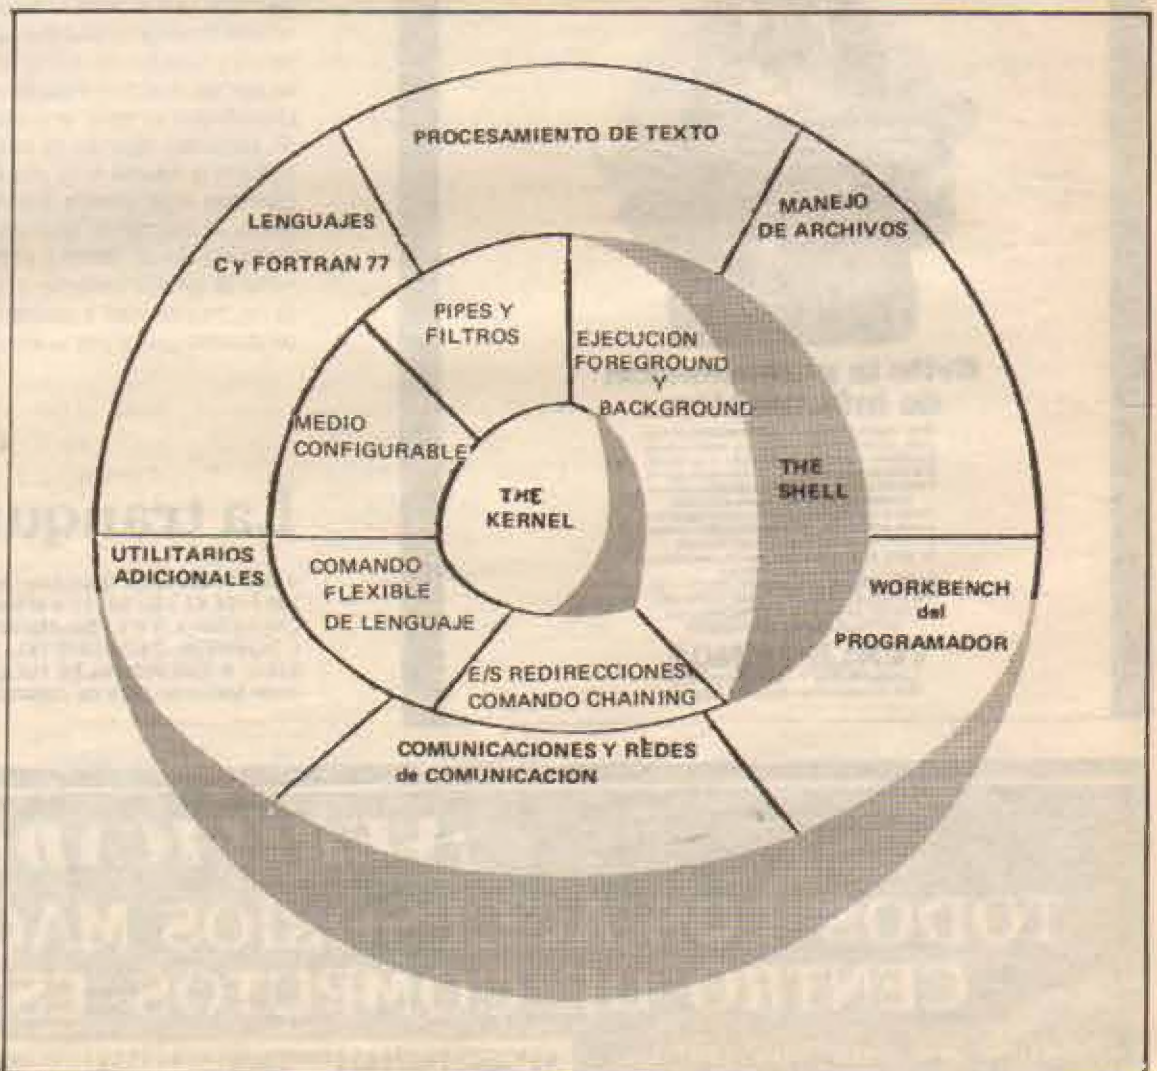 PROCESAMIENTO DE TEXTO
LENGUAJES
C y FORTRAN 77
MANEJO
DE ARCHIVOS
PIPES Y
FILTROS
EJECUCION
FOREGROUND
Y
BACKGROUND
MEDIO
CONFIGURABLE
THE
KERNEL
THE
SHELL
UTILITARIOS
ADICIONALES
COMANDO
FLEXIBLE
DE LENGUAJE
WORKBENCH
del
PROGRAMADOR
E/S REDIRECCIONES
COMANDO CHAINING
COMUNICACIONES Y REDES
de COMUNICACION